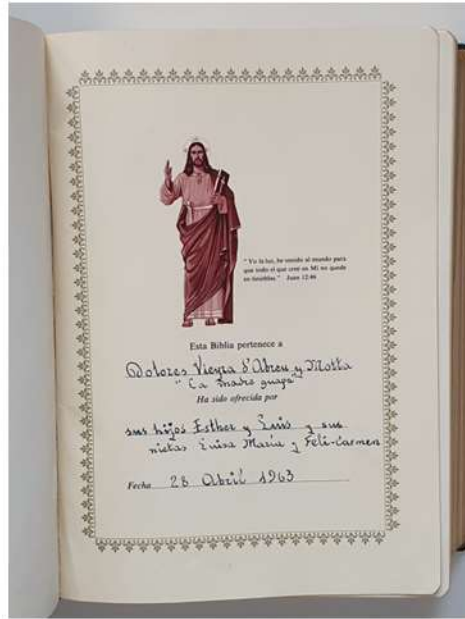 "Yo la luz, he venido al mundo para
que todo el que cree en Mí no quede
en tinieblas." Juan 12:46
Esta Biblia pertenece a
Dolores Vieyra d'Abreu y Motta
"La madre guapa"
Ha sido ofrecida por
sus hijos Esther y Luis y sus
nietas Luisa María y Feli-Carmen
Fecha 28 Abril 1963